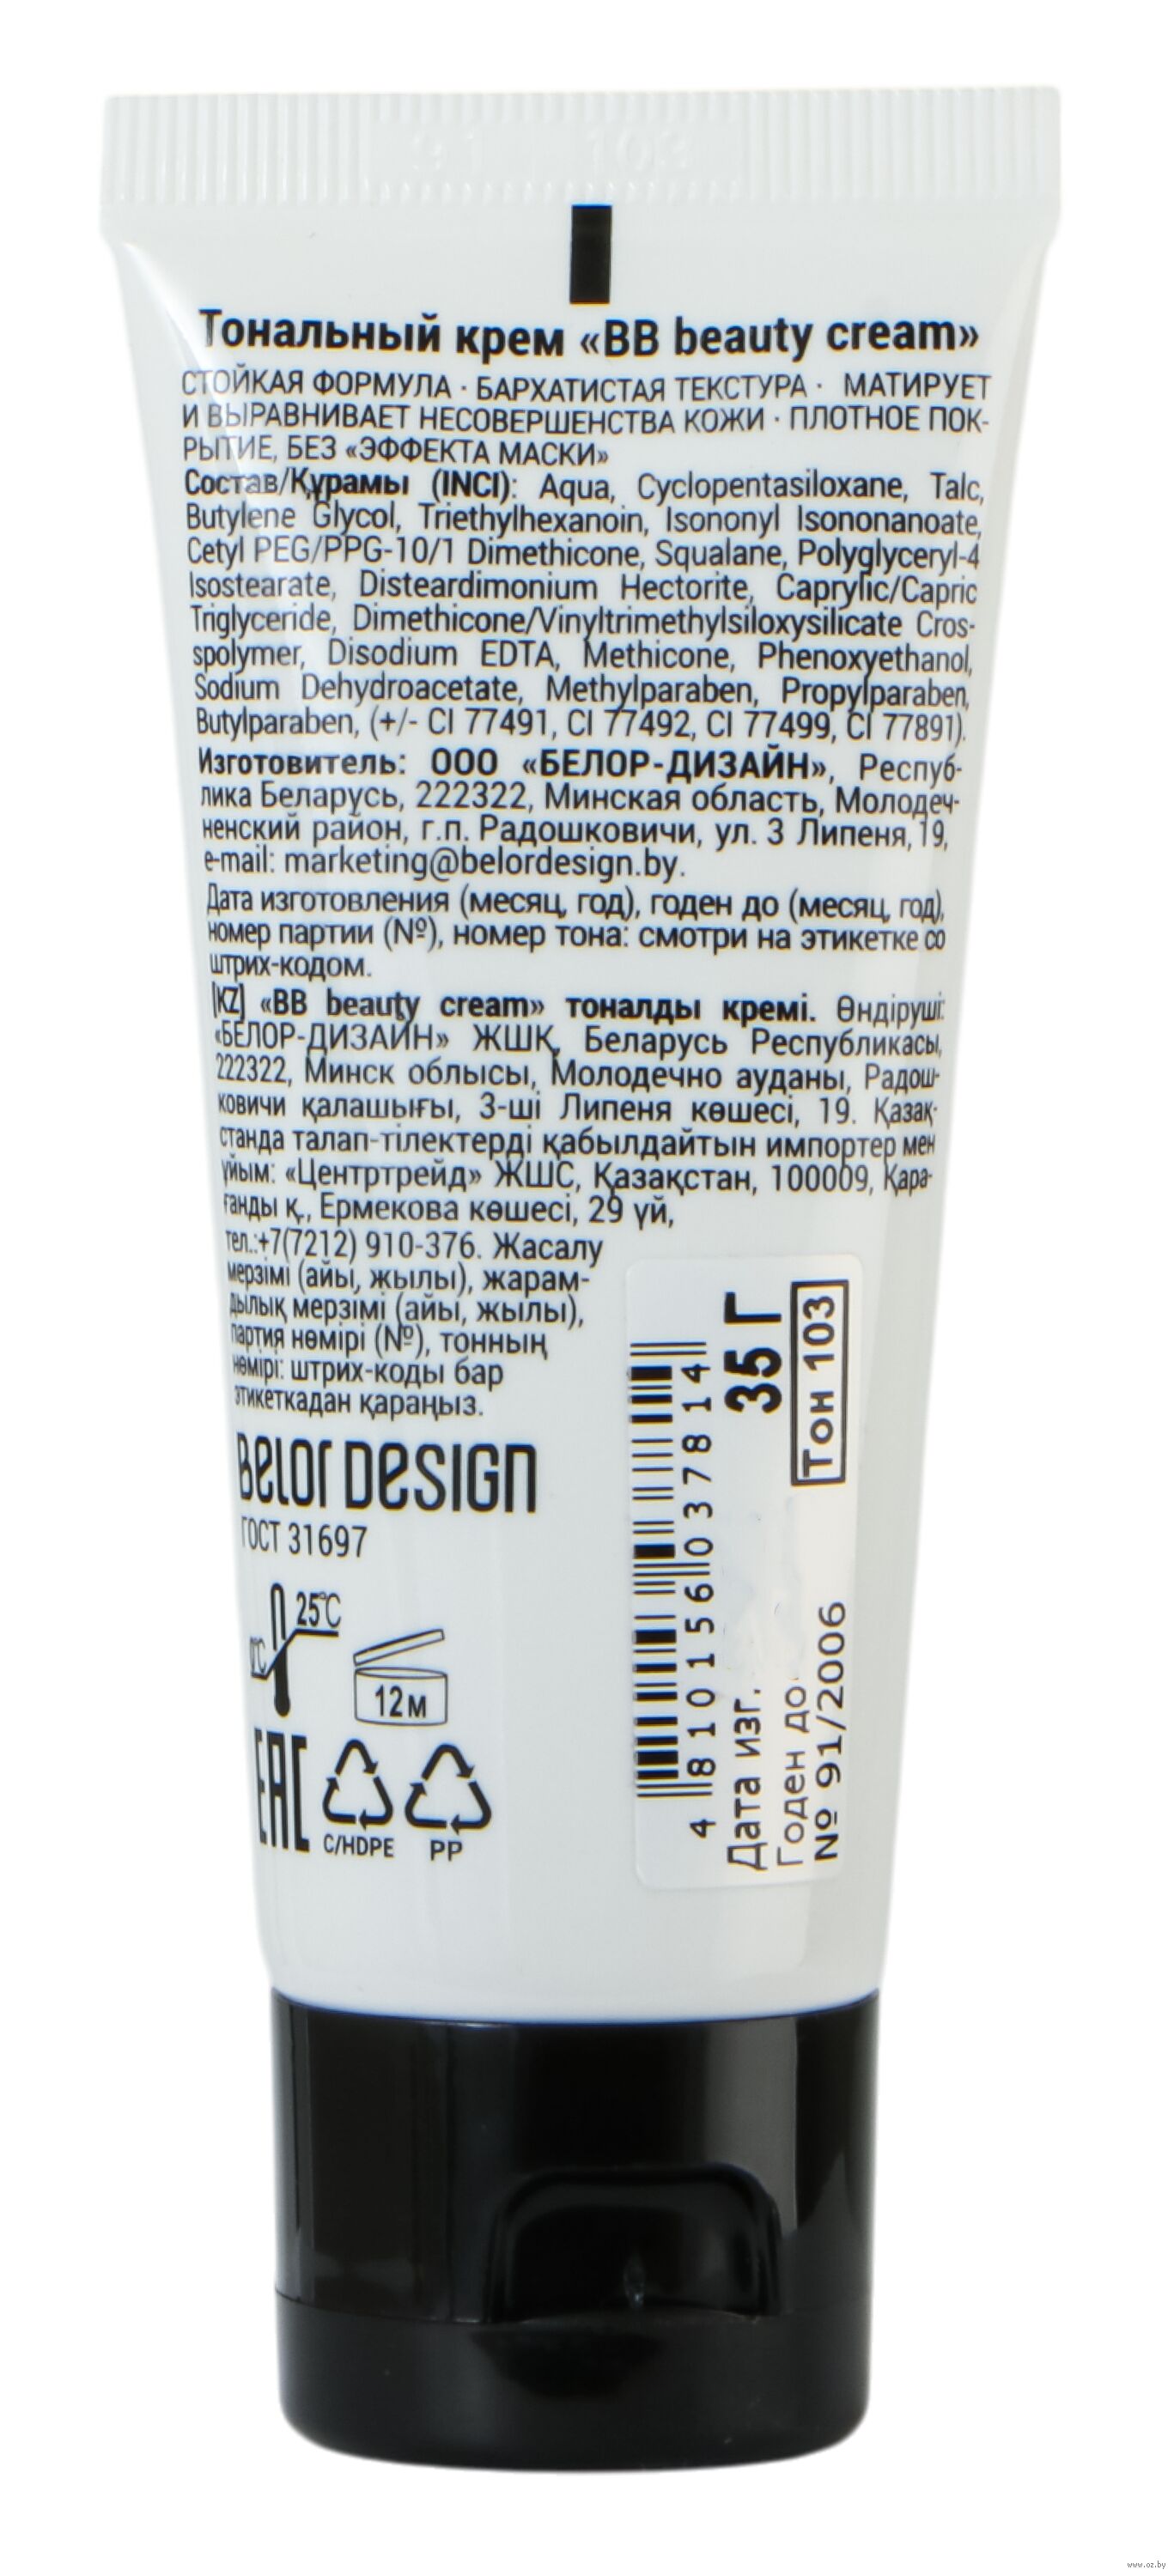 91 103
Тональный крем «BB beauty cream»
СТОЙКАЯ ФОРМУЛА · БАРХАТИСТАЯ ТЕКСТУРА · МАТИРУЕТ
И ВЫРАВНИВАЕТ НЕСОВЕРШЕНСТВА КОЖИ · ПЛОТНОЕ ПОК-
РЫТИЕ, БЕЗ «ЭФФЕКТА МАСКИ»
Состав/Құрамы (INCI): Aqua, Cyclopentasiloxane, Talc,
Butylene Glycol, Triethylhexanoin, Isononyl Isononanoate,
Cetyl PEG/PPG-10/1 Dimethicone, Squalane, Polyglyceryl-4
Isostearate, Disteardimonium Hectorite, Caprylic/Capric
Triglyceride, Dimethicone/Vinyltrimethylsiloxysilicate Cros-
spolymer, Disodium EDTA, Methicone, Phenoxyethanol,
Sodium Dehydroacetate, Methylparaben, Propylparaben,
Butylparaben, (+/- CI 77491, CI 77492, CI 77499, CI 77891).
Изготовитель: ООО «БЕЛОР-ДИЗАЙН», Респуб-
лика Беларусь, 222322, Минская область, Молодеч-
ненский район, г.п. Радошковичи, ул. 3 Липеня, 19,
e-mail: marketing@belordesign.by.
Дата изготовления (месяц, год), годен до (месяц, год),
номер партии (№), номер тона: смотри на этикетке со
штрих-кодом.
[KZ] «BB beauty cream» тоналды кремі. Өндіруші:
«БЕЛОР-ДИЗАЙН» ЖШҚ, Беларусь Республикасы,
222322, Минск облысы, Молодечно ауданы, Радош-
ковичи қалашығы, 3-ші Липеня көшесі, 19. Қазақ-
станда талап-тілектерді қабылдайтын импортер мен
ұйым: «Центртрейд» ЖШС, Қазақстан, 100009, Қара-
ғанды қ., Ермекова көшесі, 29 үй,
тел.:+7(7212) 910-376. Жасалу
мерзімі (айы, жылы), жарам-
дылық мерзімі (айы, жылы),
партия нөмірі (№), тонның
нөмірі: штрих-коды бар
этикеткадан қараңыз.
BELOR DESIGN
ГОСТ 31697
25°C
0°C
12м
EAC
C/HDPE
PP
4 810156 037814
35 г
Тон 103
Дата изг.
Годен до
№ 91/2006
www.oz.by